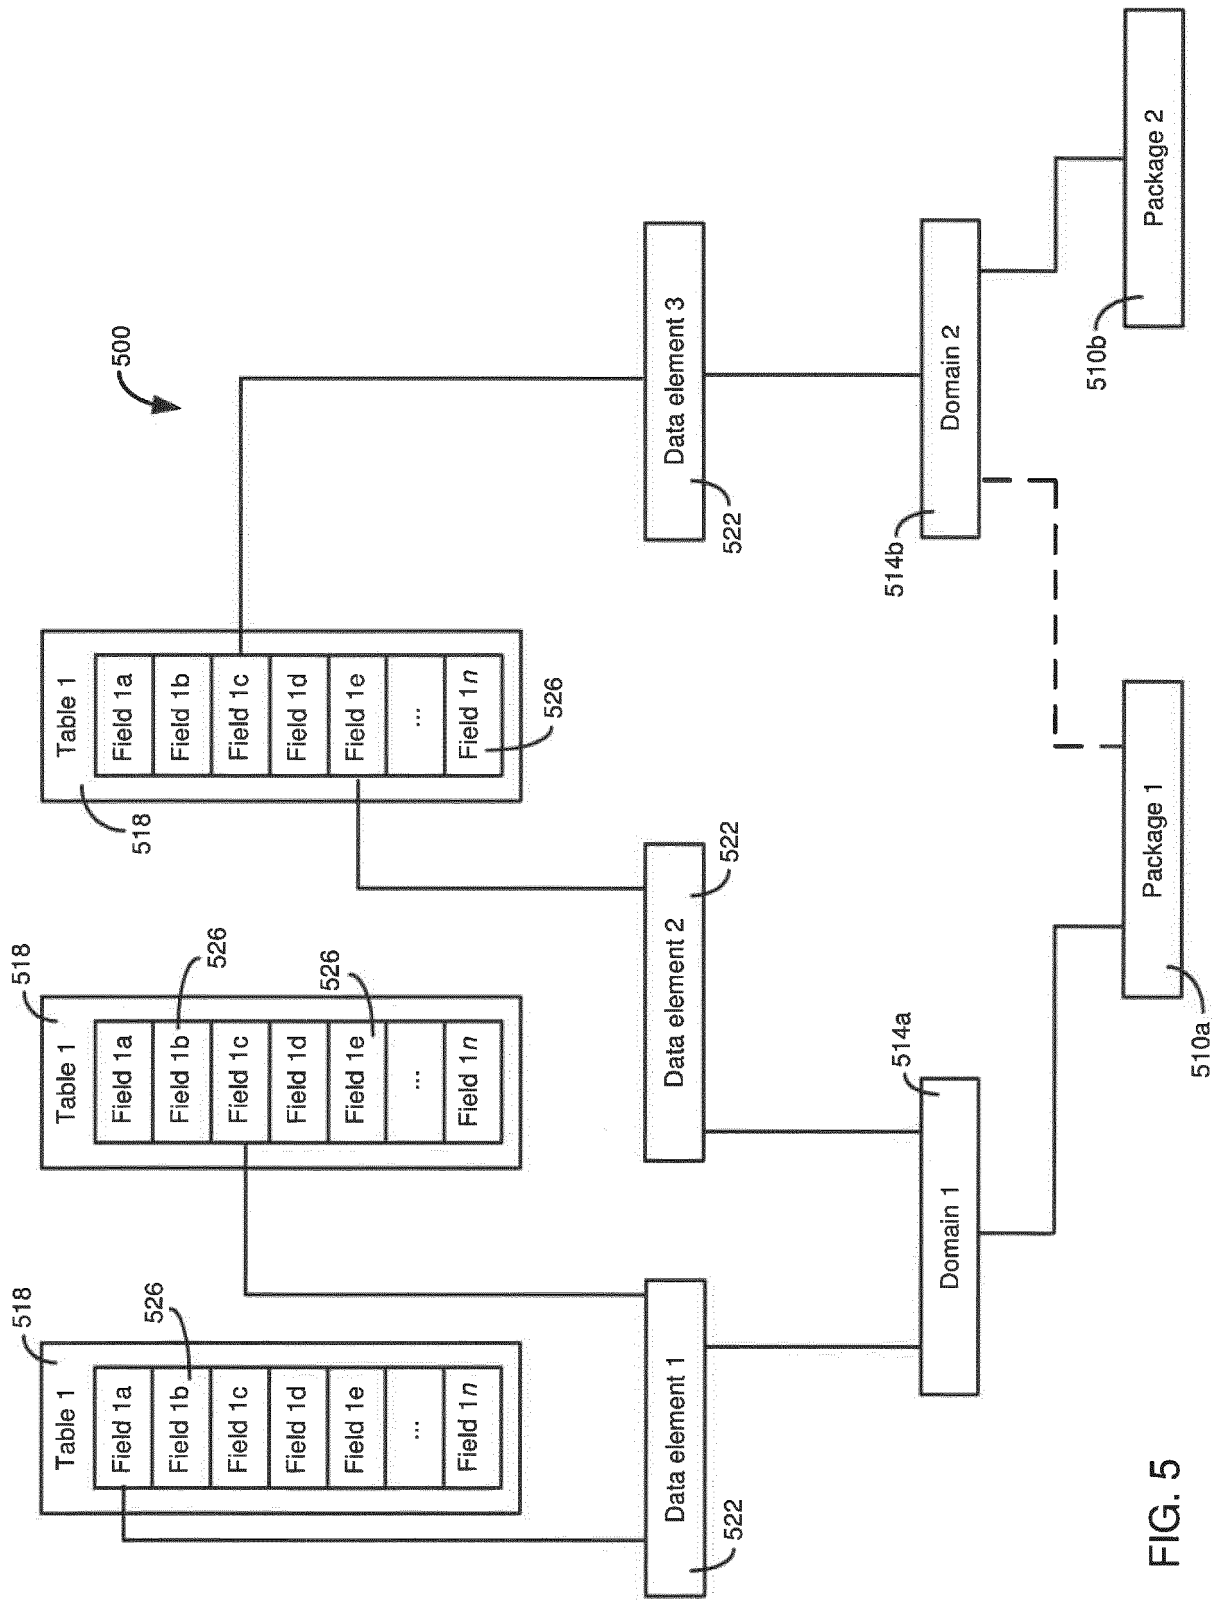 500
518
Table 1
Field 1a
Field 1b
Field 1c
Field 1d
Field 1e
...
Field 1n
526
518
Table 1
Field 1a
Field 1b
Field 1c
Field 1d
Field 1e
...
Field 1n
526
526
518
Table 1
Field 1a
Field 1b
Field 1c
Field 1d
Field 1e
...
Field 1n
526
Data element 1
522
Data element 2
522
Data element 3
522
Domain 1
514a
Domain 2
514b
Package 1
510a
Package 2
510b
FIG. 5